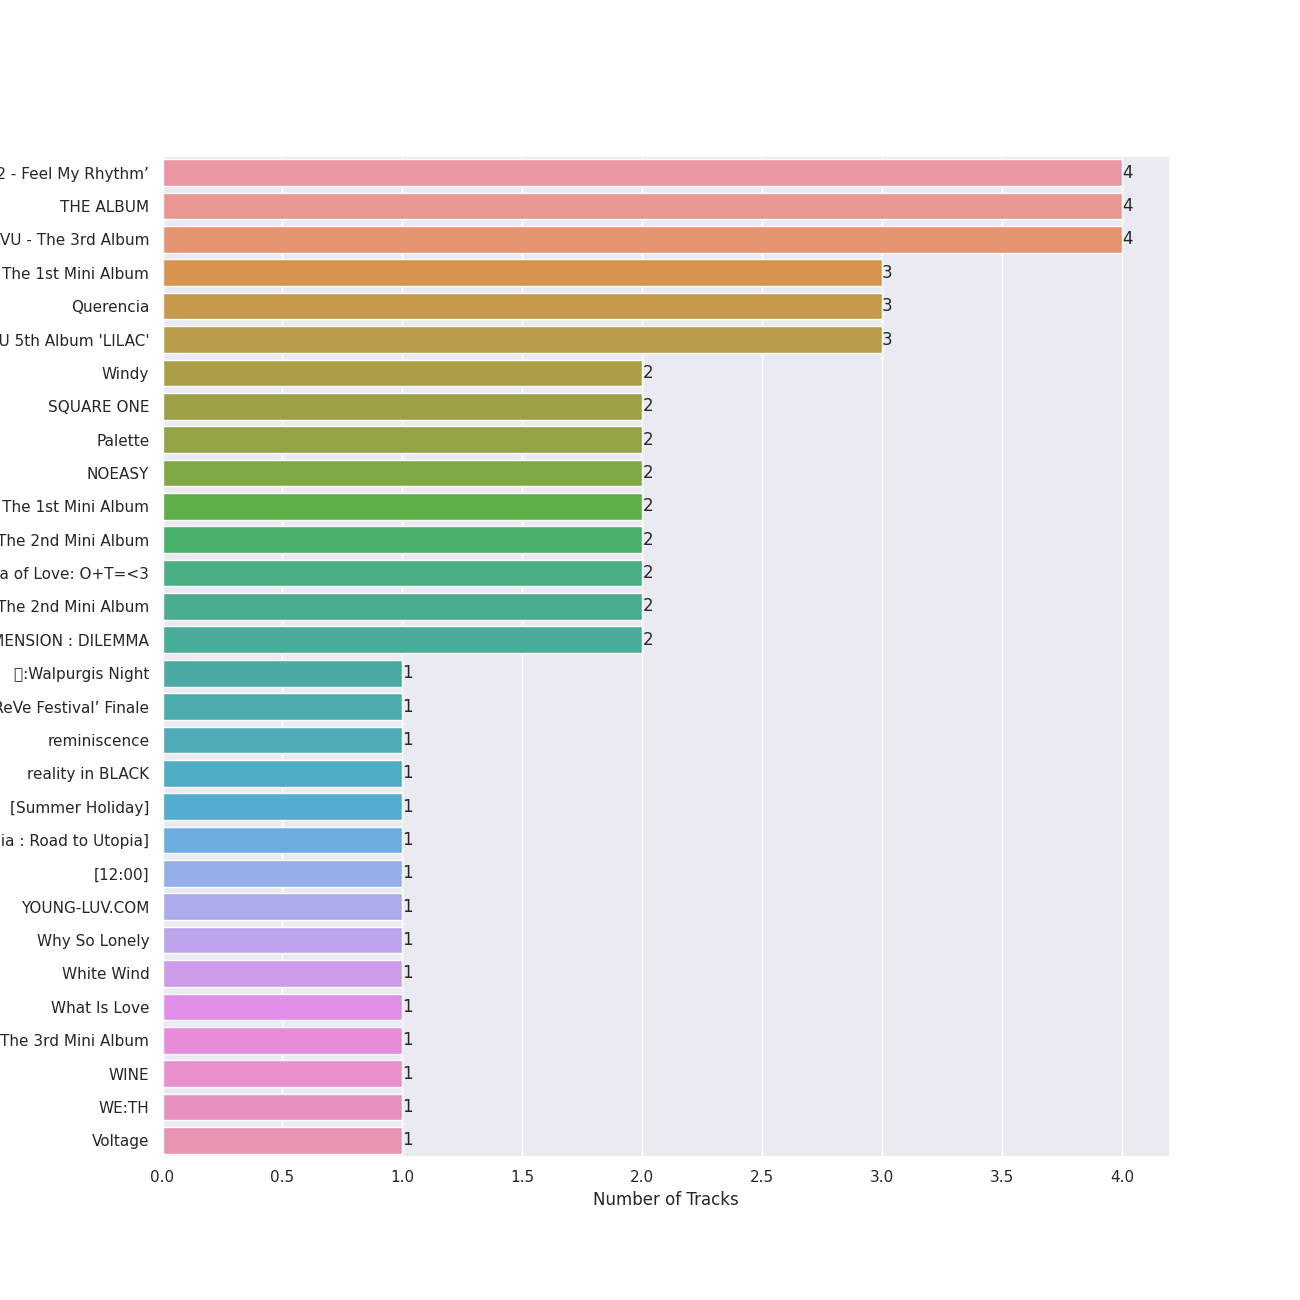 2 - Feel My Rhythm’ 4
THE ALBUM 4
VU - The 3rd Album 4
The 1st Mini Album 3
Querencia 3
U 5th Album 'LILAC' 3
Windy 2
SQUARE ONE 2
Palette 2
NOEASY 2
The 1st Mini Album 2
The 2nd Mini Album 2
a of Love: O+T=<3 2
The 2nd Mini Album 2
MENSION : DILEMMA 2
:Walpurgis Night 1
ReVe Festival’ Finale 1
reminiscence 1
reality in BLACK 1
[Summer Holiday] 1
ia : Road to Utopia] 1
[12:00] 1
YOUNG-LUV.COM 1
Why So Lonely 1
White Wind 1
What Is Love 1
The 3rd Mini Album 1
WINE 1
WE:TH 1
Voltage 1
0.0 0.5 1.0 1.5 2.0 2.5 3.0 3.5 4.0
Number of Tracks